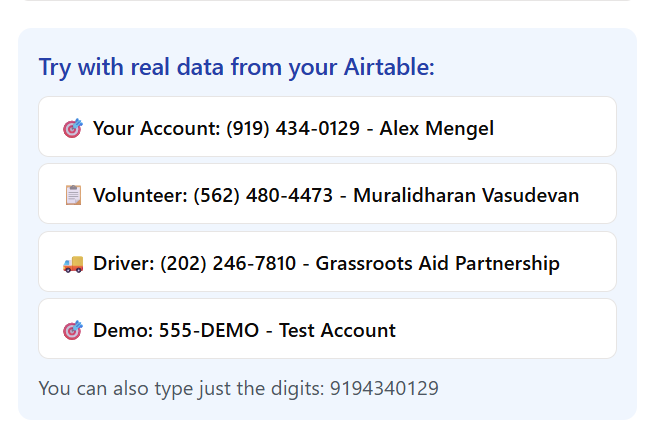 Try with real data from your Airtable:
🎯 Your Account: (919) 434-0129 - Alex Mengel
📋 Volunteer: (562) 480-4473 - Muralidharan Vasudevan
🚚 Driver: (202) 246-7810 - Grassroots Aid Partnership
🎯 Demo: 555-DEMO - Test Account
You can also type just the digits: 9194340129